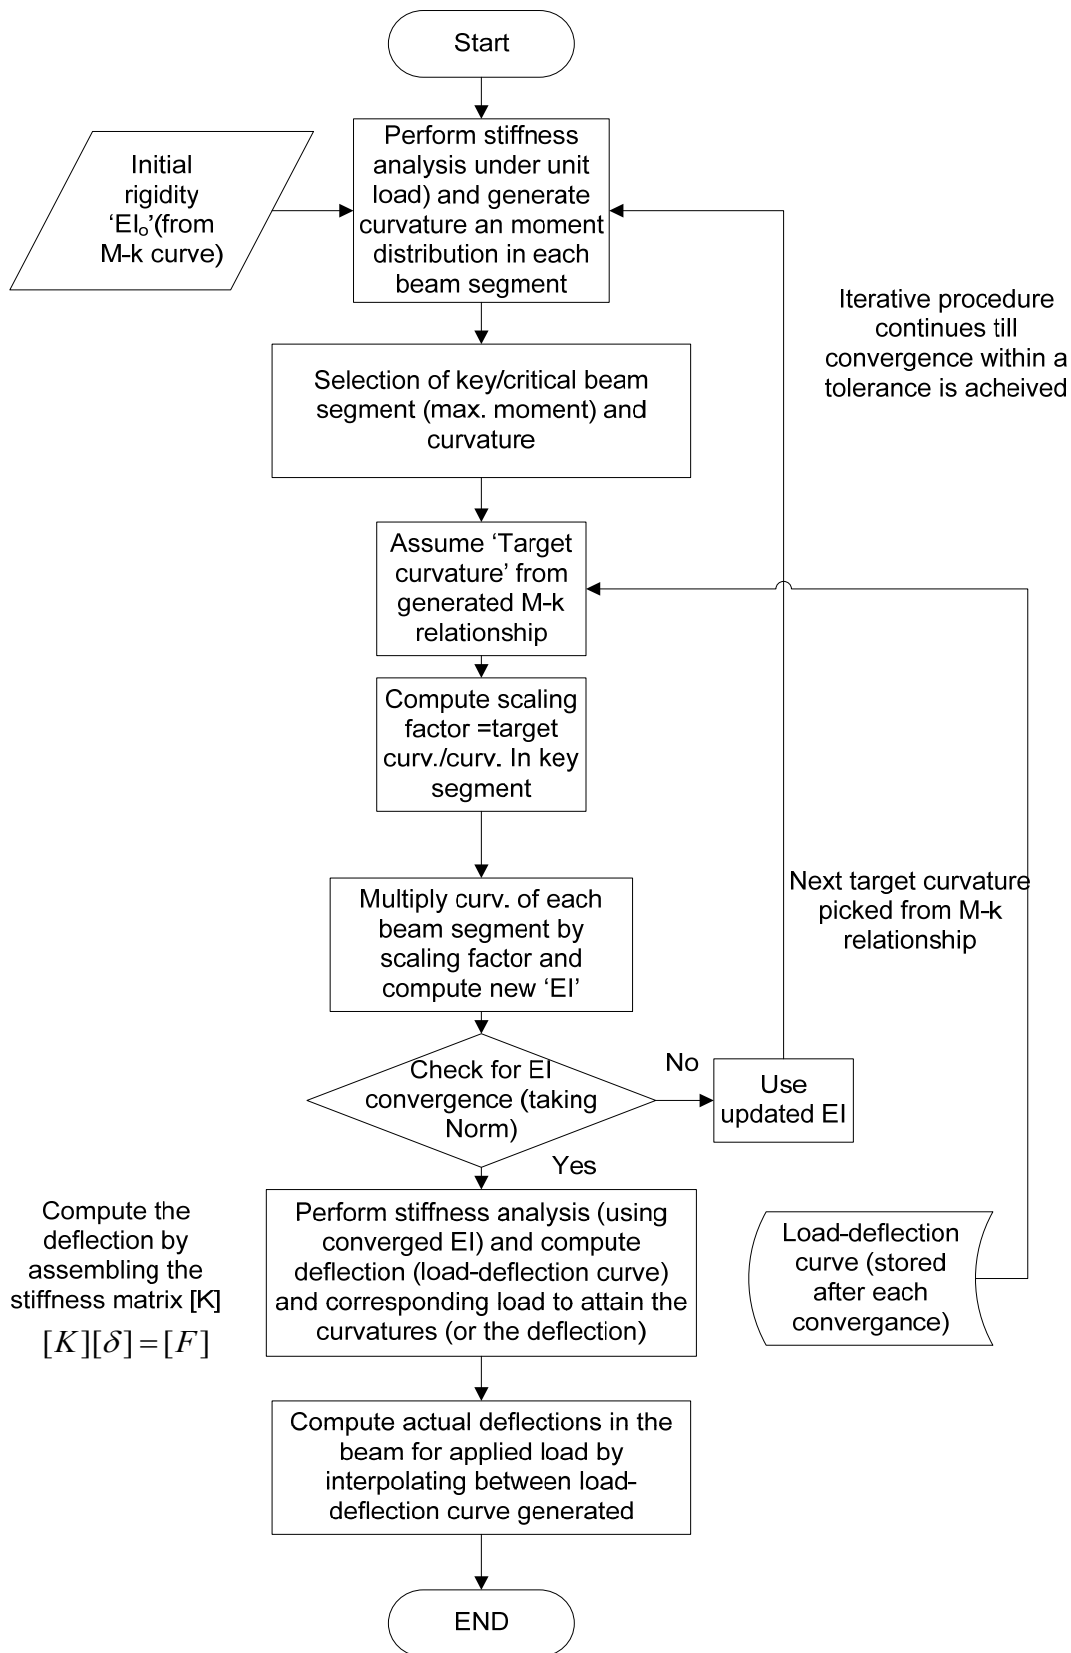 Start
Perform stiffness
analysis under unit
load) and generate
curvature an moment
distribution in each
beam segment
Initial
rigidity
‘EIₒ’(from
M-k curve)
Iterative procedure
continues till
convergence within a
tolerance is acheived
Selection of key/critical beam
segment (max. moment) and
curvature
Assume ‘Target
curvature’ from
generated M-k
relationship
Compute scaling
factor =target
curv./curv. In key
segment
Multiply curv. of each
beam segment by
scaling factor and
compute new ‘EI’
Next target curvature
picked from M-k
relationship
Check for EI
convergence (taking
Norm)
No
Use
updated EI
Yes
Compute the
deflection by
assembling the
stiffness matrix [K]
[K][δ]=[F]
Perform stiffness analysis (using
converged EI) and compute
deflection (load-deflection curve)
and corresponding load to attain the
curvatures (or the deflection)
Load-deflection
curve (stored
after each
convergance)
Compute actual deflections in the
beam for applied load by
interpolating between load-
deflection curve generated
END